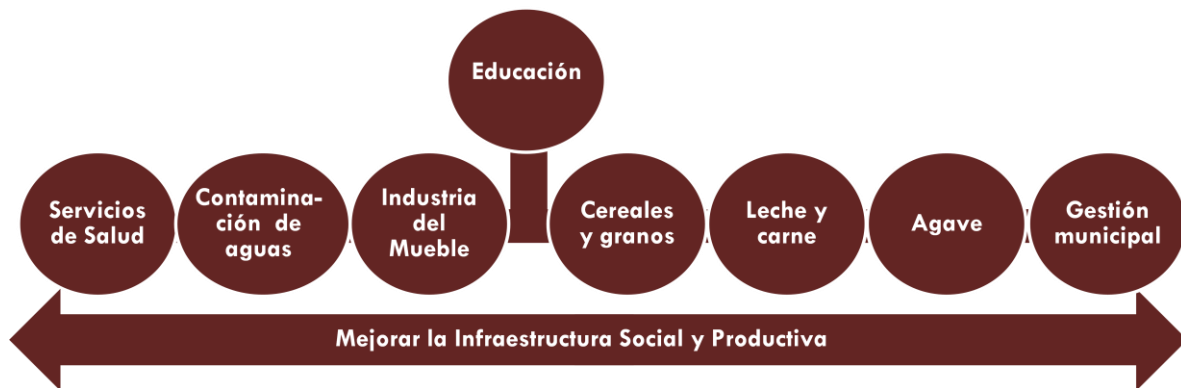 Educación
Servicios
de Salud
Contamina-
ción de
aguas
Industria
del
Mueble
Cereales
y granos
Leche y
carne
Agave
Gestión
municipal
Mejorar la Infraestructura Social y Productiva